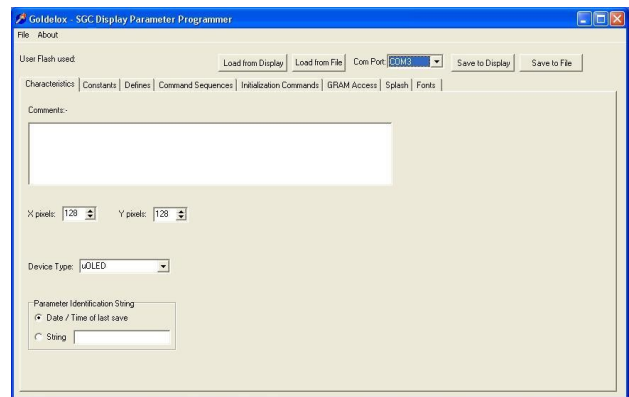 Goldelox - SGC Display Parameter Programmer
File About
User Flash used: Load from Display Load from File Com Port: COM3 Save to Display Save to File
Characteristics Constants Defines Command Sequences Initialization Commands GRAM Access Splash Fonts
Comments:-
X pixels: 128 Y pixels: 128
Device Type: uOLED
Parameter Identification String
Date / Time of last save
String